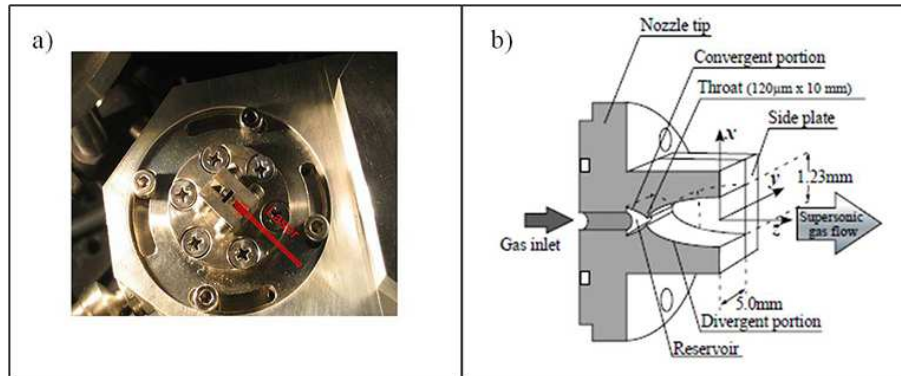 a)
Laser
b)
Nozzle tip
Convergent portion
Throat (120μm x 10 mm)
Side plate
x
y
z
1.23mm
Gas inlet
Supersonic
gas flow
5.0mm
Divergent portion
Reservoir